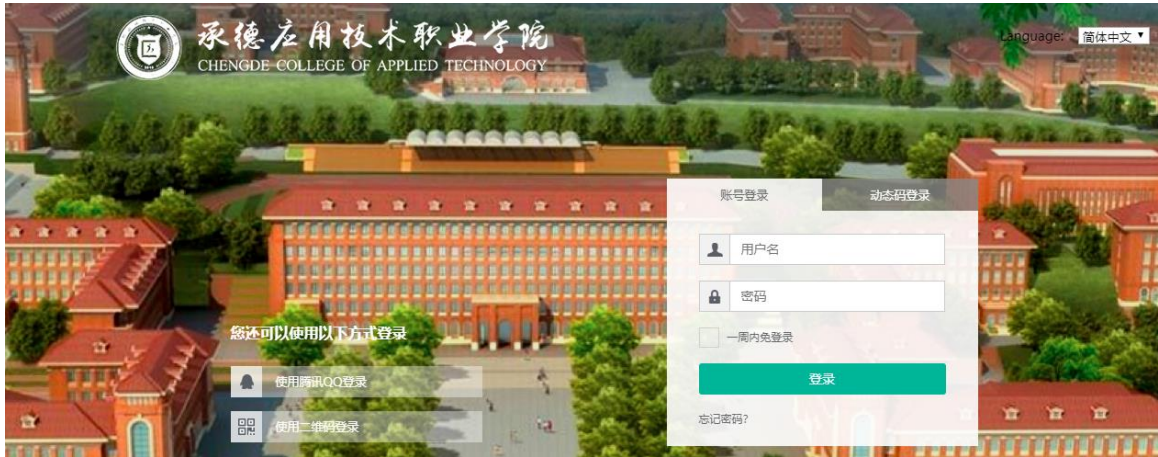 承德应用技术职业学院
CHENGDE COLLEGE OF APPLIED TECHNOLOGY
Language: 简体中文
账号登录 动态码登录
用户名
密码
一周内免登录
登录
忘记密码?
您还可以使用以下方式登录
使用腾讯QQ登录
使用二维码登录